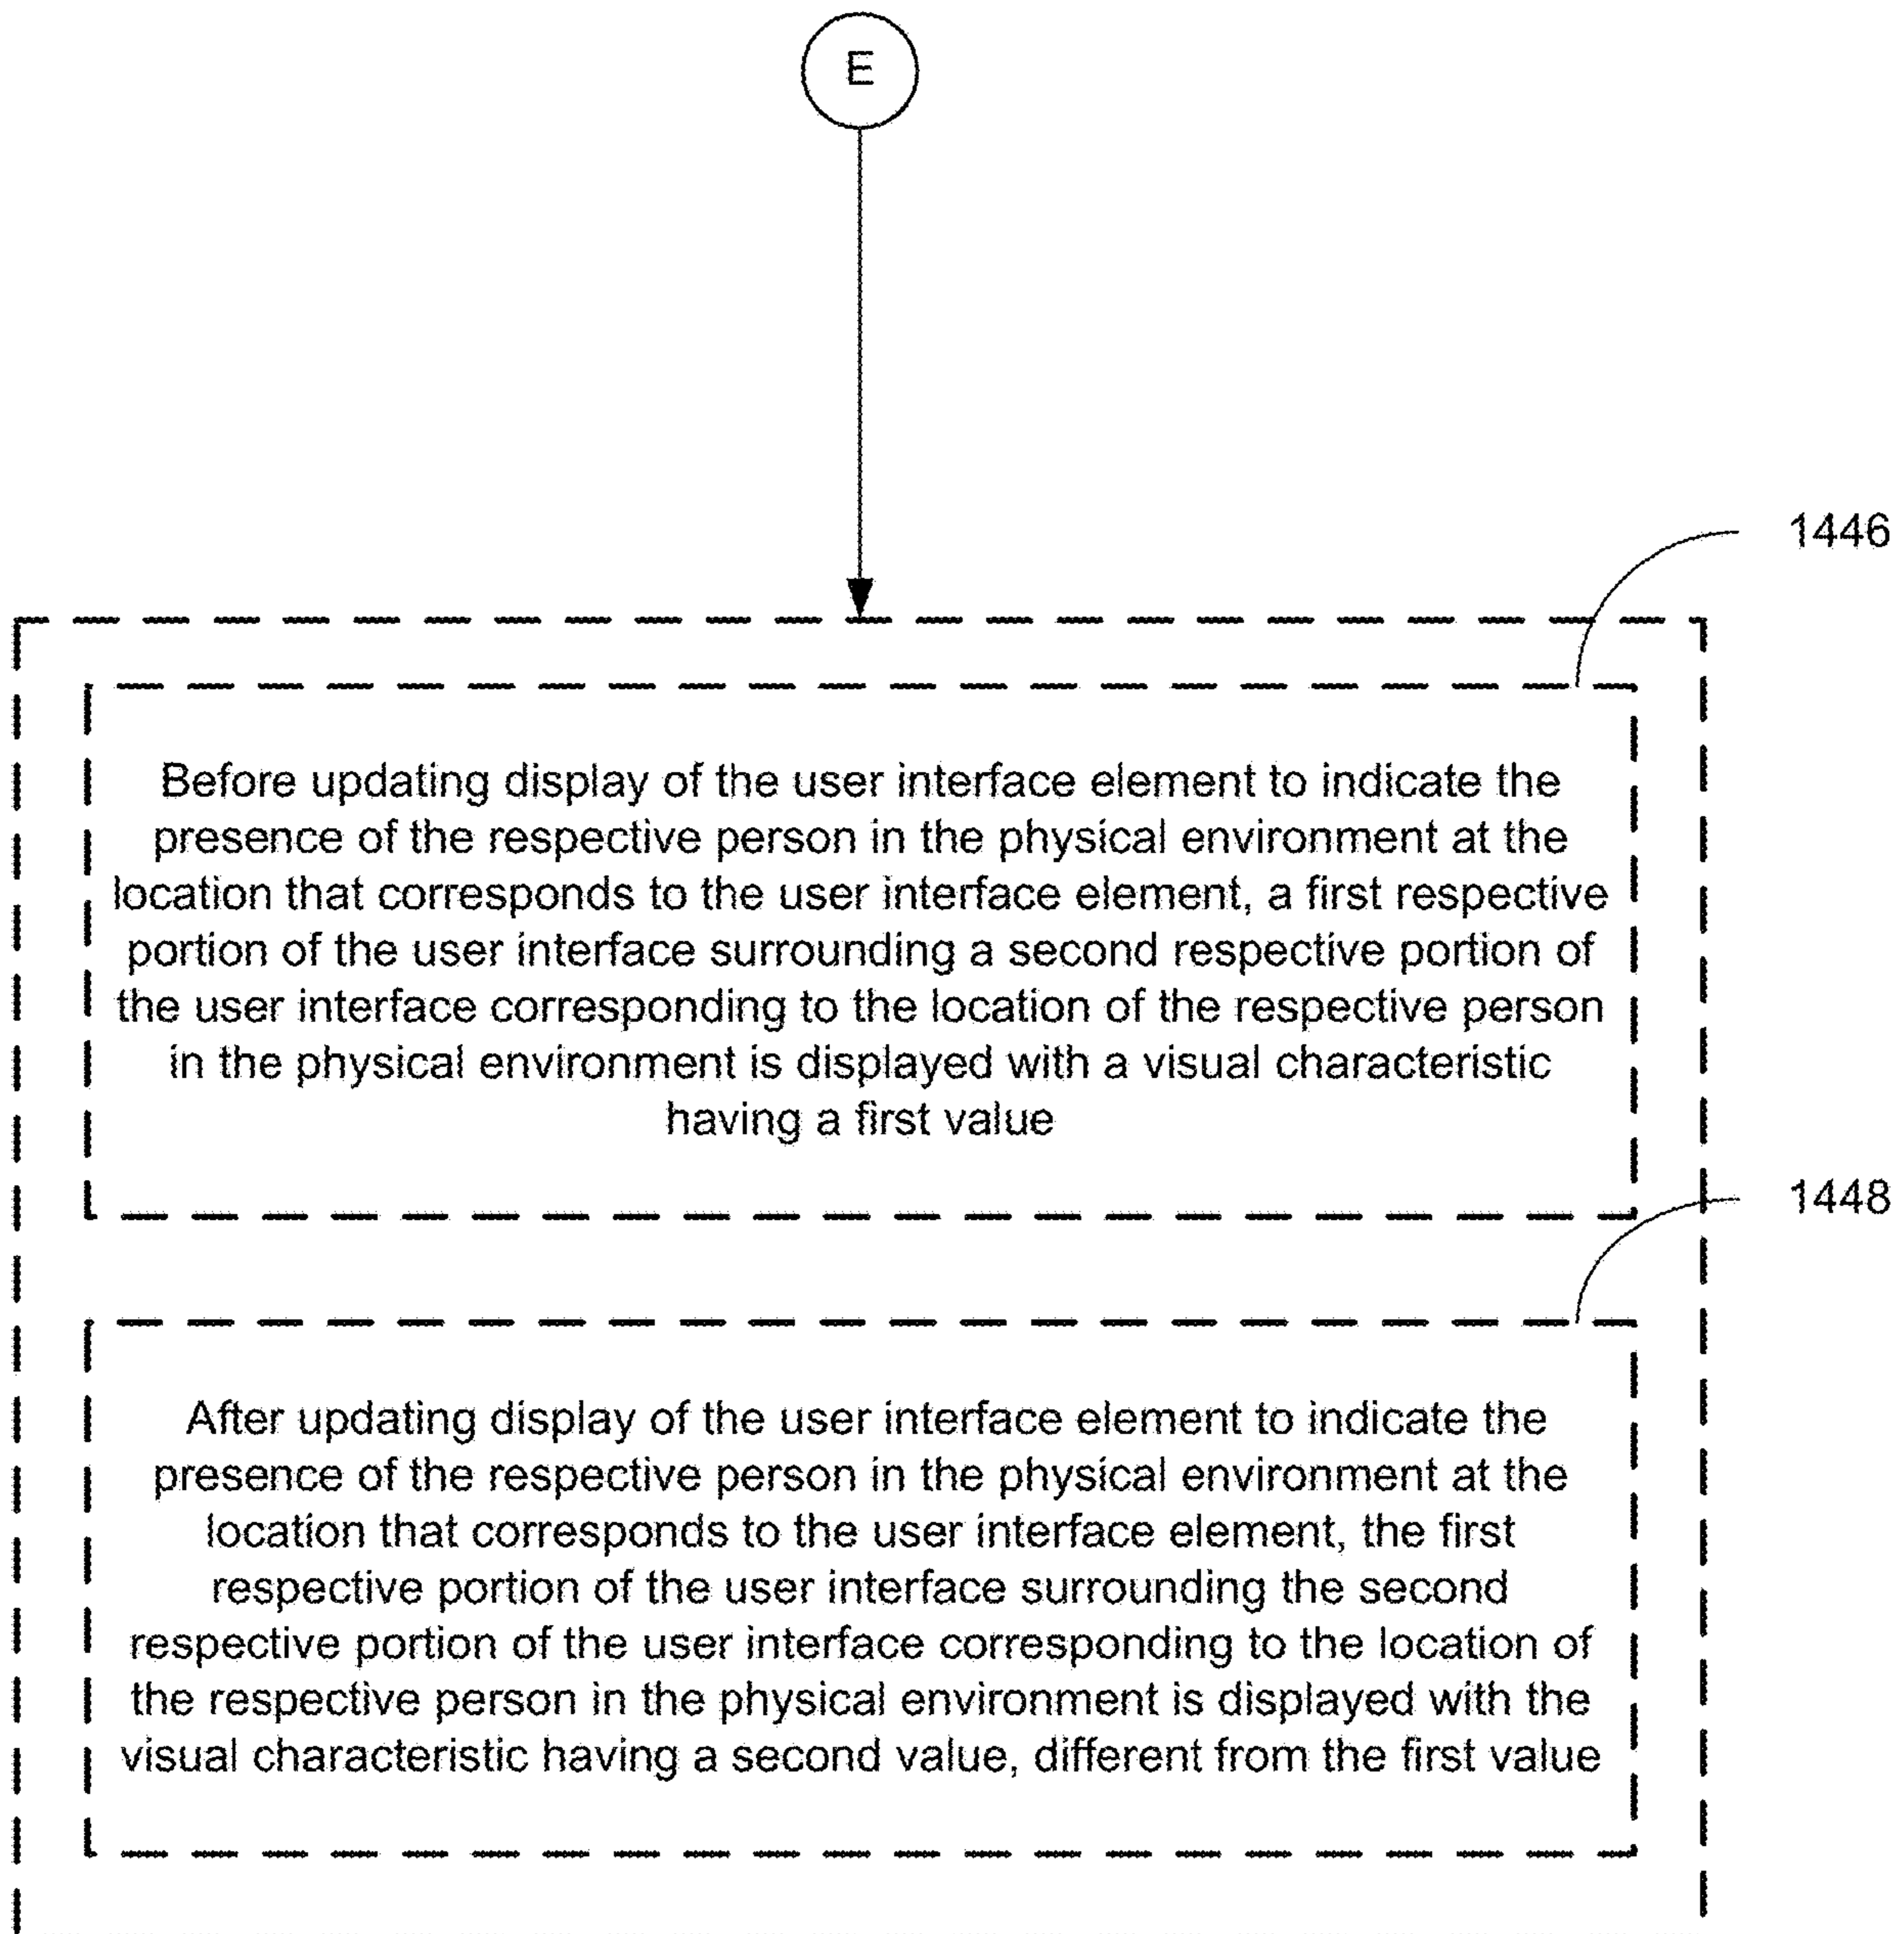 E
1446
Before updating display of the user interface element to indicate the
presence of the respective person in the physical environment at the
location that corresponds to the user interface element, a first respective
portion of the user interface surrounding a second respective portion of
the user interface corresponding to the location of the respective person
in the physical environment is displayed with a visual characteristic
having a first value
1448
After updating display of the user interface element to indicate the
presence of the respective person in the physical environment at the
location that corresponds to the user interface element, the first
respective portion of the user interface surrounding the second
respective portion of the user interface corresponding to the location of
the respective person in the physical environment is displayed with the
visual characteristic having a second value, different from the first value